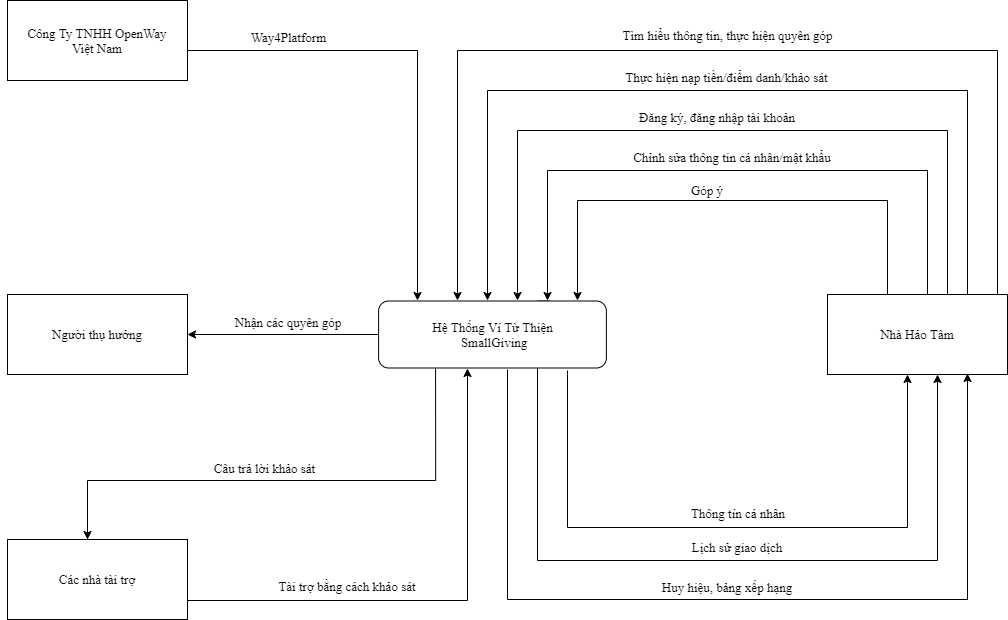 Công Ty TNHH OpenWay
Việt Nam
Way4Platform
Tìm hiểu thông tin, thực hiện quyên góp
Thực hiện nạp tiền/điểm danh/khảo sát
Đăng ký, đăng nhập tài khoản
Chỉnh sửa thông tin cá nhân/mật khẩu
Góp ý
Người thụ hưởng
Nhận các quyên góp
Hệ Thống Ví Từ Thiện
SmallGiving
Nhà Hảo Tâm
Câu trả lời khảo sát
Các nhà tài trợ
Tài trợ bằng cách khảo sát
Thông tín cá nhân
Lịch sử giao dịch
Huy hiệu, bảng xếp hạng